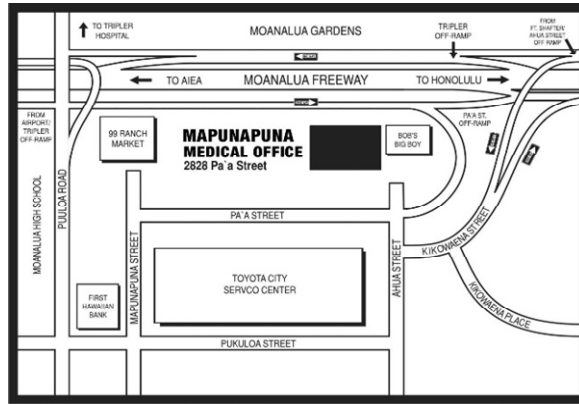 TO TRIPLER
HOSPITAL
MOANALUA GARDENS
TRIPLER
OFF-RAMP
FROM
FT. SHAFTER/
AHUA STREET
OFF RAMP
TO AIEA
MOANALUA FREEWAY
TO HONOLULU
FROM
AIRPORT/
TRIPLER
OFF-RAMP
99 RANCH
MARKET
MAPUNAPUNA
MEDICAL OFFICE
2828 Pa`a Street
BOB'S
BIG BOY
PA'A ST.
OFF-RAMP
MOANALUA HIGH SCHOOL
PUULOA ROAD
MAPUNAPUNA STREET
PA'A STREET
AHUA STREET
KIKOWAENA STREET
KIKOWAENA PLACE
TOYOTA CITY
SERVCO CENTER
FIRST
HAWAIIAN
BANK
PUKULOA STREET